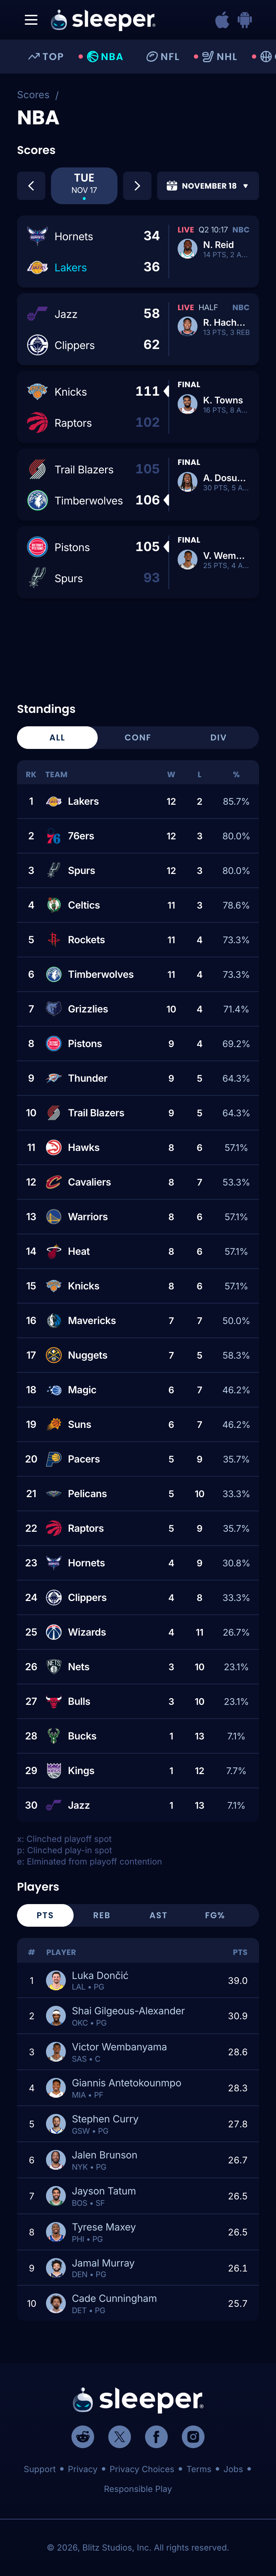 sleeper.
TOP NBA NFL NHL
Scores /
NBA
Scores
TUE
NOV 17
NOVEMBER 18
Hornets 34
Lakers 36
LIVE Q2 10:17 NBC
N. Reid
14 PTS, 2 A...
Jazz 58
Clippers 62
LIVE HALF NBC
R. Hach...
13 PTS, 3 REB
Knicks 111
Raptors 102
FINAL
K. Towns
16 PTS, 8 A...
Trail Blazers 105
Timberwolves 106
FINAL
A. Dosu...
30 PTS, 5 A...
Pistons 105
Spurs 93
FINAL
V. Wem...
25 PTS, 4 A...
Standings
ALL CONF DIV
RK TEAM W L %
1 Lakers 12 2 85.7%
2 76ers 12 3 80.0%
3 Spurs 12 3 80.0%
4 Celtics 11 3 78.6%
5 Rockets 11 4 73.3%
6 Timberwolves 11 4 73.3%
7 Grizzlies 10 4 71.4%
8 Pistons 9 4 69.2%
9 Thunder 9 5 64.3%
10 Trail Blazers 9 5 64.3%
11 Hawks 8 6 57.1%
12 Cavaliers 8 7 53.3%
13 Warriors 8 6 57.1%
14 Heat 8 6 57.1%
15 Knicks 8 6 57.1%
16 Mavericks 7 7 50.0%
17 Nuggets 7 5 58.3%
18 Magic 6 7 46.2%
19 Suns 6 7 46.2%
20 Pacers 5 9 35.7%
21 Pelicans 5 10 33.3%
22 Raptors 5 9 35.7%
23 Hornets 4 9 30.8%
24 Clippers 4 8 33.3%
25 Wizards 4 11 26.7%
26 Nets 3 10 23.1%
27 Bulls 3 10 23.1%
28 Bucks 1 13 7.1%
29 Kings 1 12 7.7%
30 Jazz 1 13 7.1%
x: Clinched playoff spot
p: Clinched play-in spot
e: Elminated from playoff contention
Players
PTS REB AST FG%
# PLAYER PTS
1 Luka Dončić 39.0
LAL • PG
2 Shai Gilgeous-Alexander 30.9
OKC • PG
3 Victor Wembanyama 28.6
SAS • C
4 Giannis Antetokounmpo 28.3
MIA • PF
5 Stephen Curry 27.8
GSW • PG
6 Jalen Brunson 26.7
NYK • PG
7 Jayson Tatum 26.5
BOS • SF
8 Tyrese Maxey 26.5
PHI • PG
9 Jamal Murray 26.1
DEN • PG
10 Cade Cunningham 25.7
DET • PG
sleeper.
Support • Privacy • Privacy Choices • Terms • Jobs •
Responsible Play
© 2026, Blitz Studios, Inc. All rights reserved.